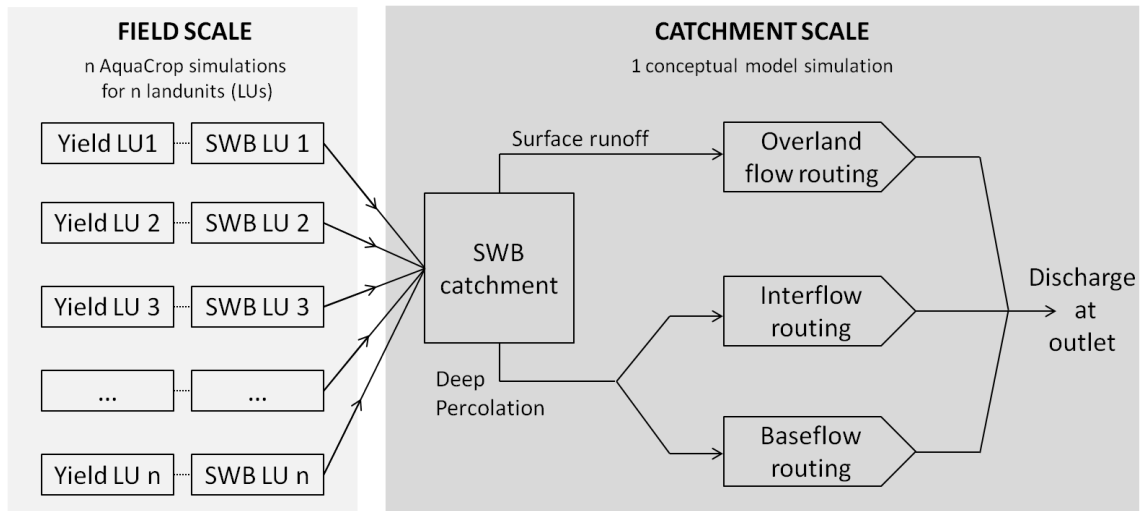 FIELD SCALE
n AquaCrop simulations
for n landunits (LUs)
Yield LU1
SWB LU 1
Yield LU 2
SWB LU 2
Yield LU 3
SWB LU 3
...
...
Yield LU n
SWB LU n
CATCHMENT SCALE
1 conceptual model simulation
SWB
catchment
Surface runoff
Deep
Percolation
Overland
flow routing
Interflow
routing
Baseflow
routing
Discharge
at
outlet